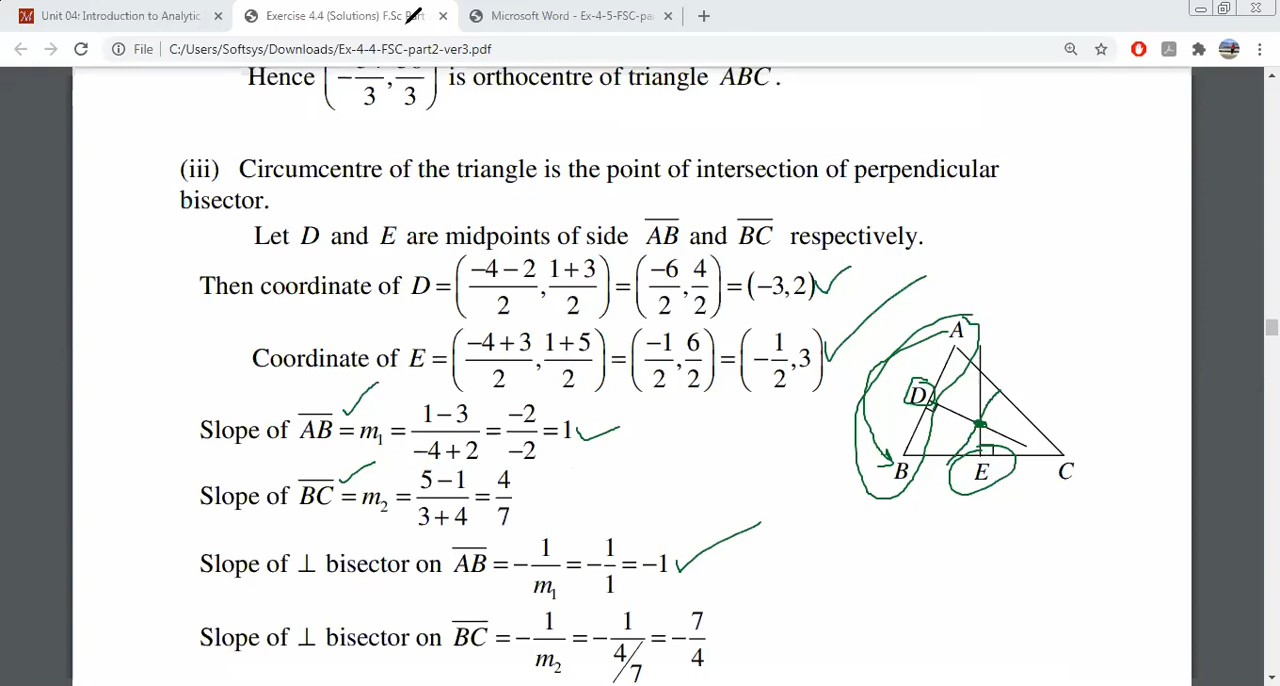 Unit 04: Introduction to Analytic
Exercise 4.4 (Solutions) F.Sc Part
Microsoft Word - Ex-4-5-FSC-pa
File C:/Users/Softsys/Downloads/Ex-4-4-FSC-part2-ver3.pdf
Hence (− /3, /3) is orthocentre of triangle ABC.
(iii) Circumcentre of the triangle is the point of intersection of perpendicular
bisector.
Let D and E are midpoints of side AB and BC respectively.
Then coordinate of D = ((−4−2)/2, (1+3)/2) = (−6/2, 4/2) = (−3,2)
Coordinate of E = ((−4+3)/2, (1+5)/2) = (−1/2, 6/2) = (−1/2, 3)
Slope of AB = m₁ = (1−3)/(−4+2) = −2/−2 = 1
Slope of BC = m₂ = (5−1)/(3+4) = 4/7
Slope of ⊥ bisector on AB = −1/m₁ = −1/1 = −1
Slope of ⊥ bisector on BC = −1/m₂ = −1/(4/7) = −7/4
A
D
B E C